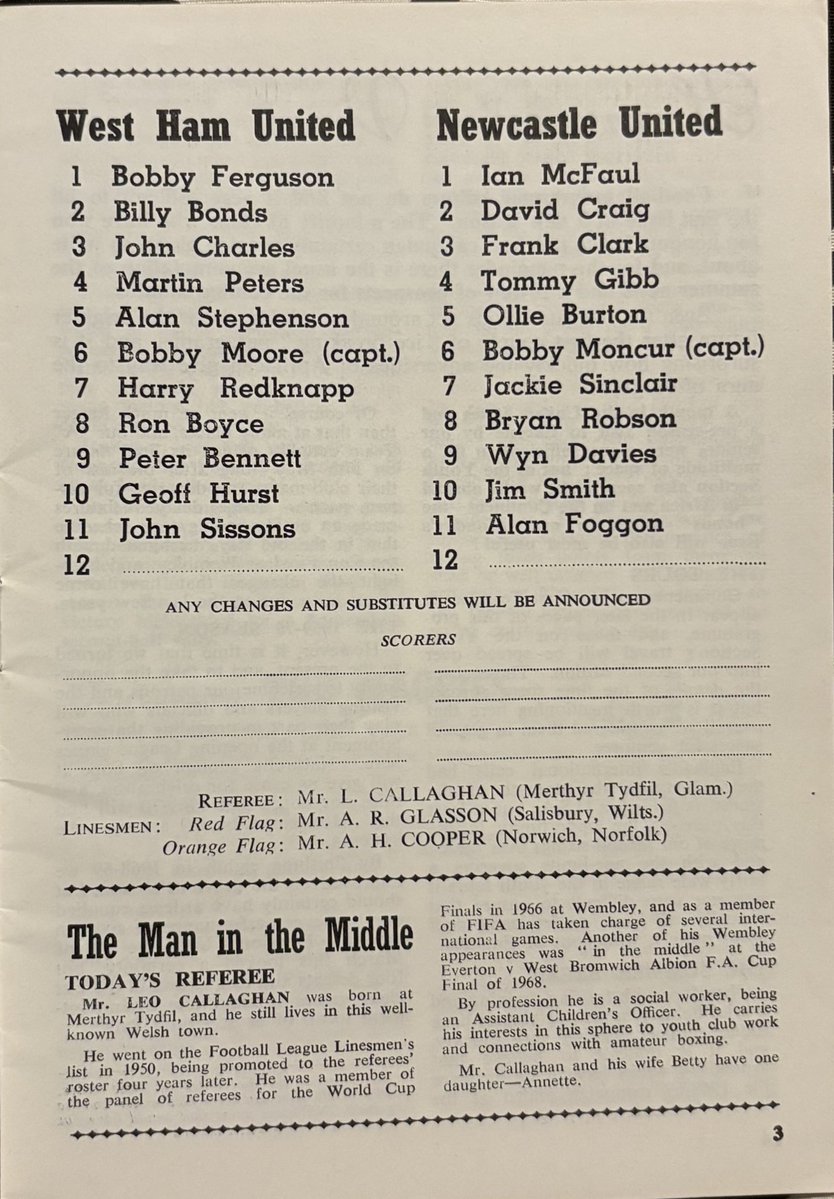 West Ham United
1 Bobby Ferguson
2 Billy Bonds
3 John Charles
4 Martin Peters
5 Alan Stephenson
6 Bobby Moore (capt.)
7 Harry Redknapp
8 Ron Boyce
9 Peter Bennett
10 Geoff Hurst
11 John Sissons
12
Newcastle United
1 Ian McFaul
2 David Craig
3 Frank Clark
4 Tommy Gibb
5 Ollie Burton
6 Bobby Moncur (capt.)
7 Jackie Sinclair
8 Bryan Robson
9 Wyn Davies
10 Jim Smith
11 Alan Foggon
12
ANY CHANGES AND SUBSTITUTES WILL BE ANNOUNCED
SCORERS
REFEREE: Mr. L. CALLAGHAN (Merthyr Tydfil, Glam.)
LINESMEN: Red Flag: Mr. A. R. GLASSON (Salisbury, Wilts.)
Orange Flag: Mr. A. H. COOPER (Norwich, Norfolk)
The Man in the Middle
TODAY'S REFEREE
Mr. LEO CALLAGHAN was born at
Merthyr Tydfil, and he still lives in this well-
known Welsh town.
He went on the Football League Linesmen's
list in 1950, being promoted to the referees'
roster four years later. He was a member of
the panel of referees for the World Cup
Finals in 1966 at Wembley, and as a member
of FIFA has taken charge of several inter-
national games. Another of his Wembley
appearances was "in the middle" at the
Everton v West Bromwich Albion F.A. Cup
Final of 1968.
By profession he is a social worker, being
an Assistant Children's Officer. He carries
his interests in this sphere to youth club work
and connections with amateur boxing.
Mr. Callaghan and his wife Betty have one
daughter—Annette.
3